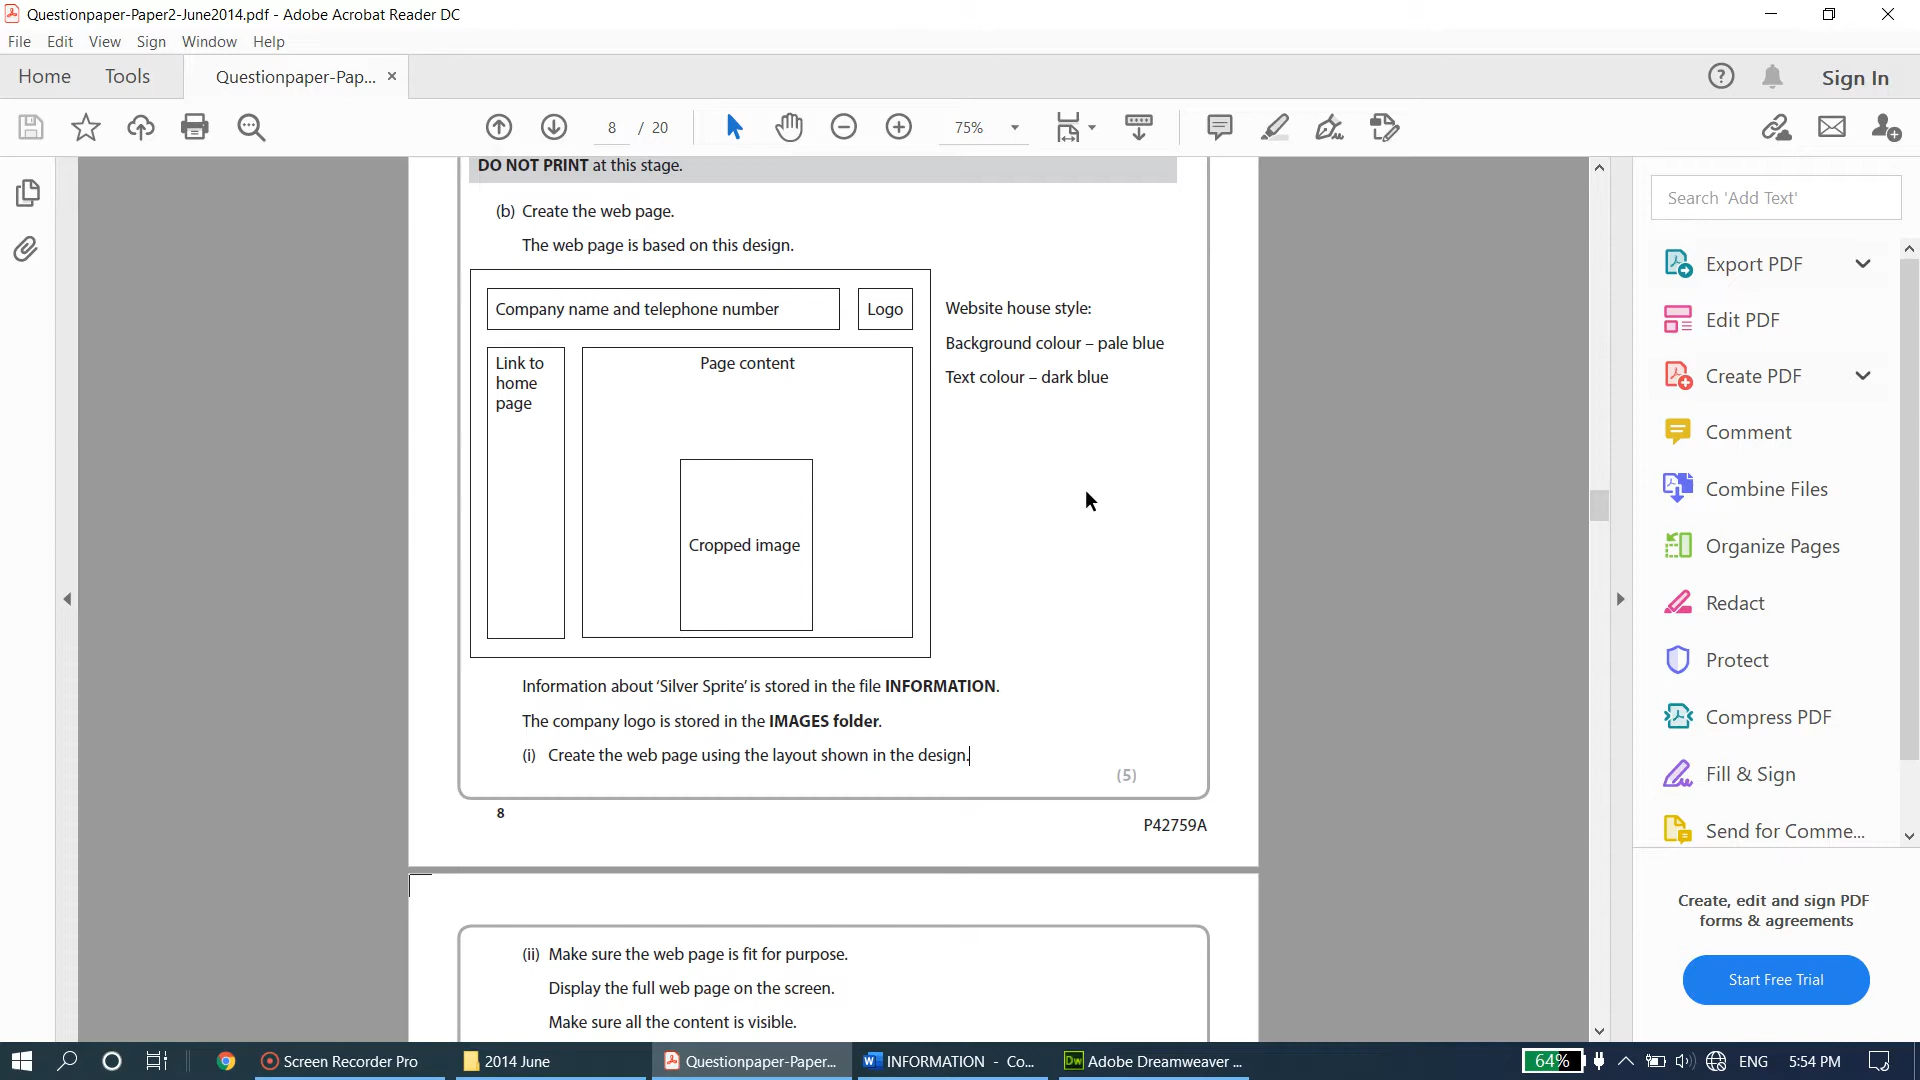 Questionpaper-Paper2-June2014.pdf - Adobe Acrobat Reader DC
File Edit View Sign Window Help
Home Tools Questionpaper-Pap... × Sign In
8 / 20 75%
DO NOT PRINT at this stage.
(b) Create the web page.
The web page is based on this design.
Company name and telephone number
Logo
Link to
home
page
Page content
Cropped image
Website house style:
Background colour – pale blue
Text colour – dark blue
Information about ‘Silver Sprite’ is stored in the file INFORMATION.
The company logo is stored in the IMAGES folder.
(i) Create the web page using the layout shown in the design.
(5)
8
P42759A
(ii) Make sure the web page is fit for purpose.
Display the full web page on the screen.
Make sure all the content is visible.
Search 'Add Text'
Export PDF
Edit PDF
Create PDF
Comment
Combine Files
Organize Pages
Redact
Protect
Compress PDF
Fill & Sign
Send for Comme...
Create, edit and sign PDF
forms & agreements
Start Free Trial
Screen Recorder Pro
2014 June
Questionpaper-Paper...
INFORMATION - Co...
Dw Adobe Dreamweaver ...
64%
ENG
5:54 PM